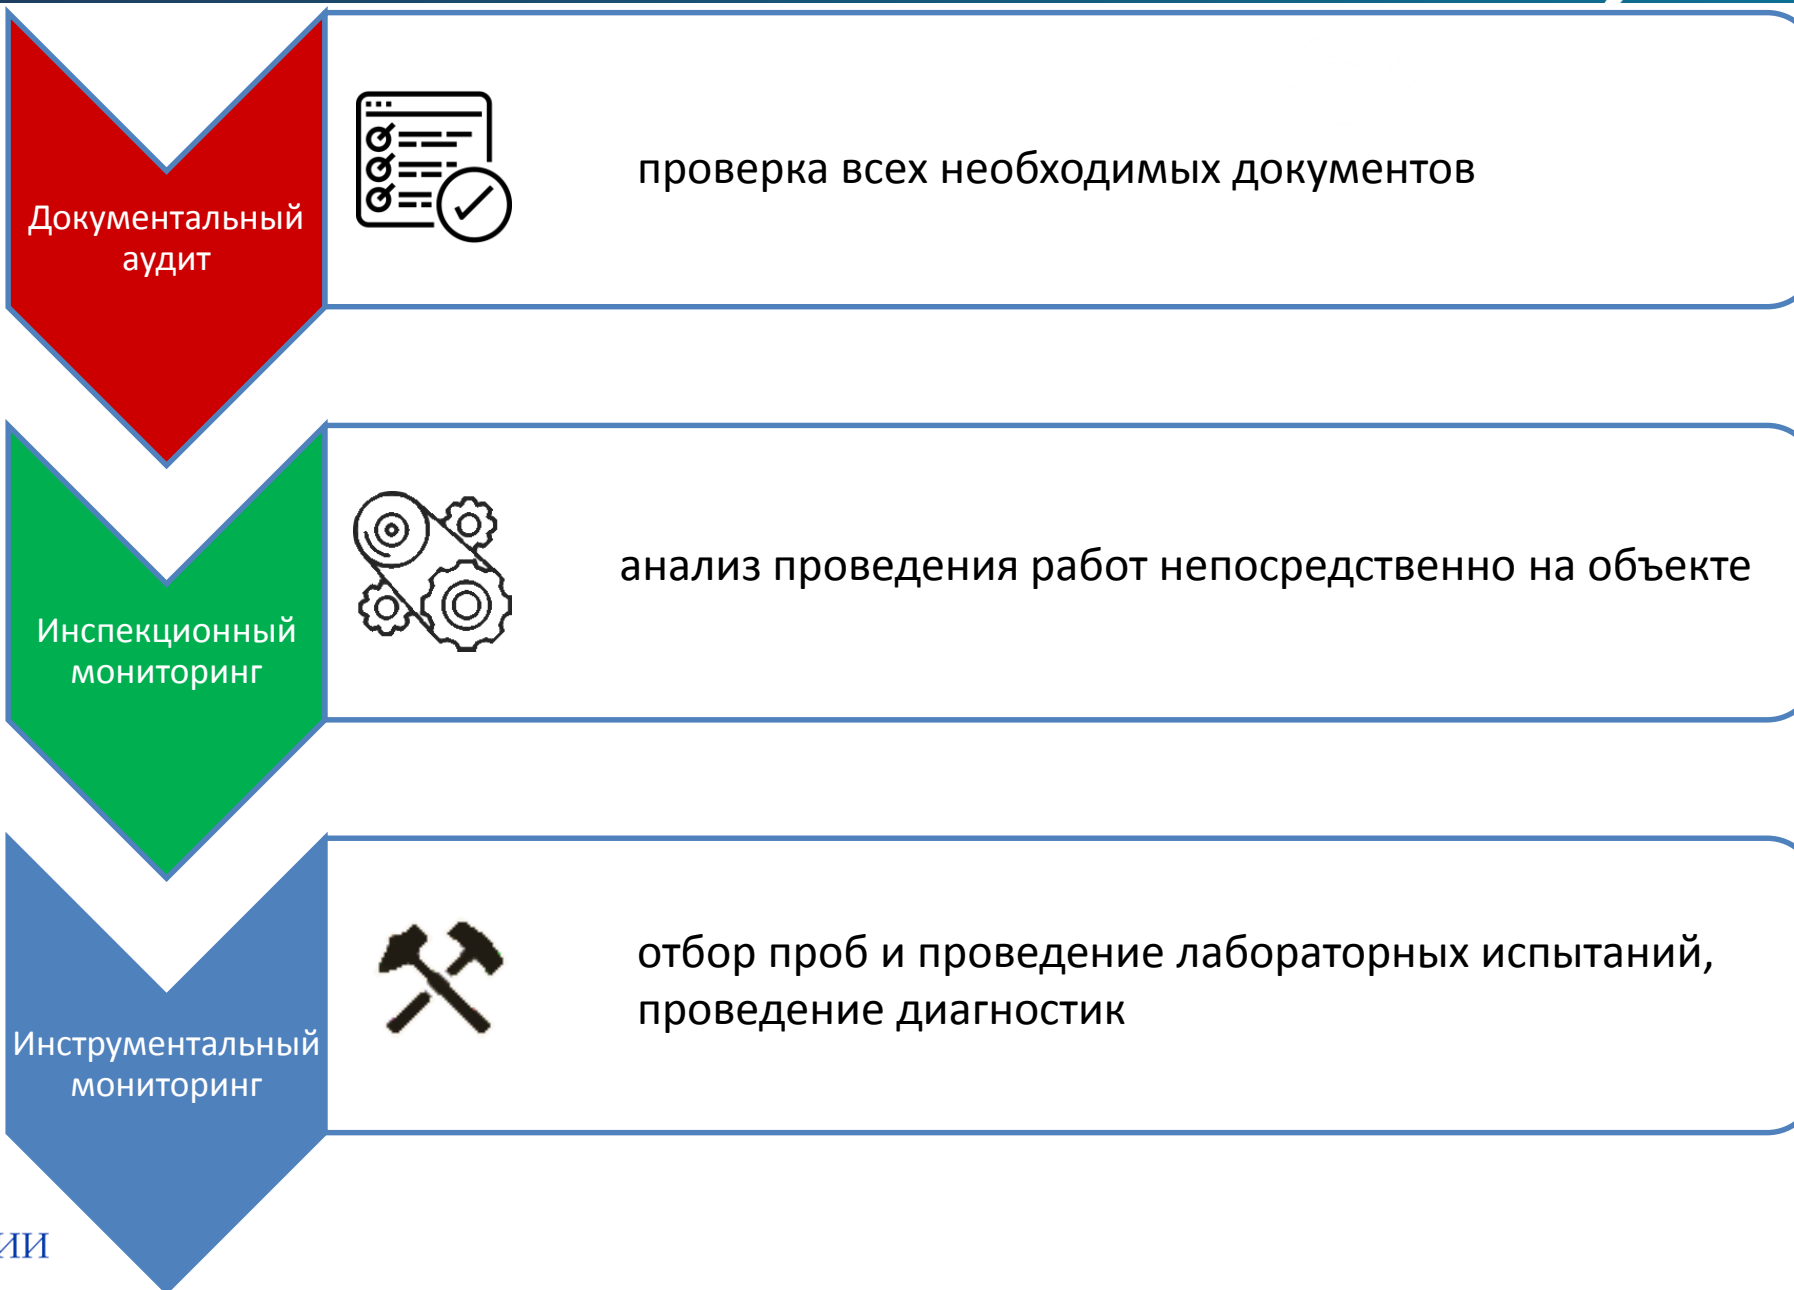 Документальный
аудит
проверка всех необходимых документов
Инспекционный
мониторинг
анализ проведения работ непосредственно на объекте
Инструментальный
мониторинг
отбор проб и проведение лабораторных испытаний,
проведение диагностик